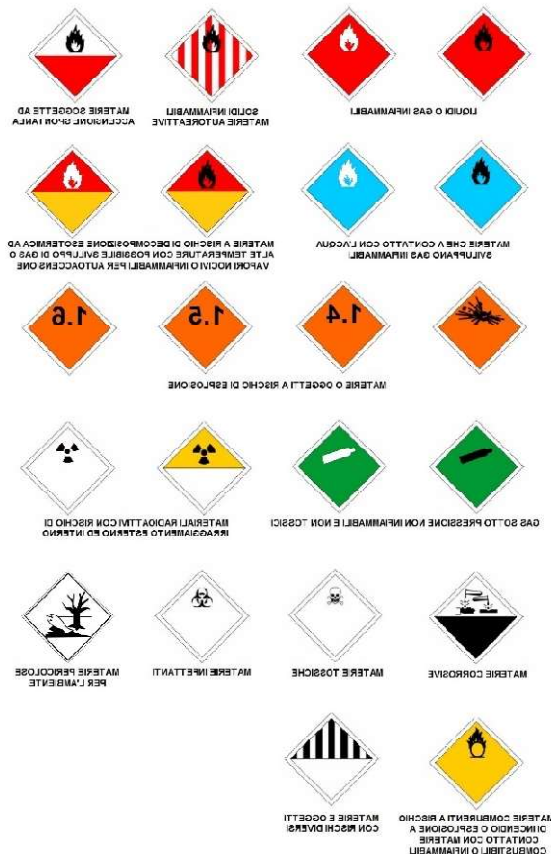 LIQUIDI O GAS INFIAMMABILI
SOLIDI INFIAMMABILI
MATERIE AUTOREATTIVE
MATERIE SOGGETTE AD
ACCENSIONE SPONTANEA
MATERIE CHE A CONTATTO CON L'ACQUA
SVILUPPANO GAS INFIAMMABILI
MATERIE A RISCHIO DI DECOMPOSIZIONE ESOTERMICA AD
ALTE TEMPERATURE CON POSSIBILE SVILUPPO DI GAS O
VAPORI NOCIVI O INFIAMMABILI PER AUTOACCENSIONE
1.4
1.5
1.6
MATERIE O OGGETTI A RISCHIO DI ESPLOSIONE
GAS SOTTO PRESSIONE NON INFIAMMABILI E NON TOSSICI
MATERIALI RADIOATTIVI CON RISCHIO DI
IRRAGGIAMENTO ESTERNO ED INTERNO
MATERIE CORROSIVE
MATERIE TOSSICHE
MATERIE INFETTANTI
MATERIE PERICOLOSE
PER L'AMBIENTE
MATERIE COMBURENTI A RISCHIO
DI INCENDIO O ESPLOSIONE A
CONTATTO CON MATERIE
COMBUSTIBILI O INFIAMMABILI
MATERIE E OGGETTI
CON RISCHI DIVERSI